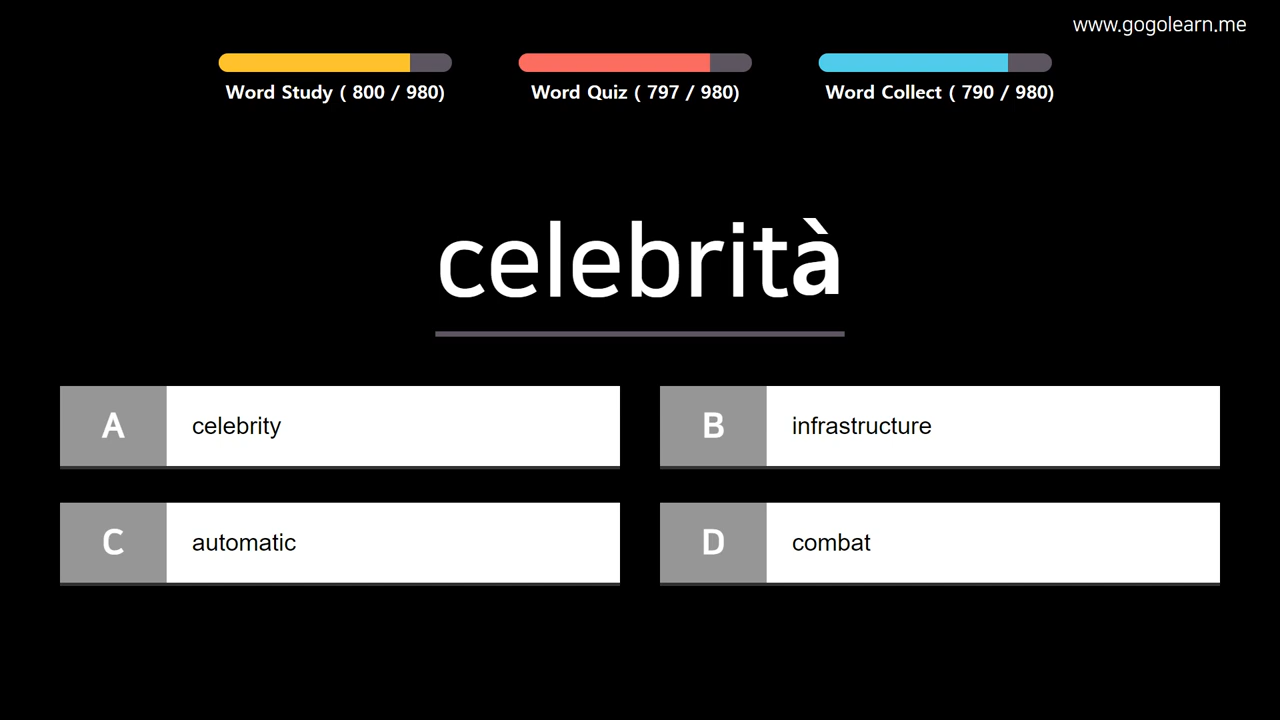 www.gogolearn.me
Word Study ( 800 / 980)
Word Quiz ( 797 / 980)
Word Collect ( 790 / 980)
celebrità
A celebrity
B infrastructure
C automatic
D combat